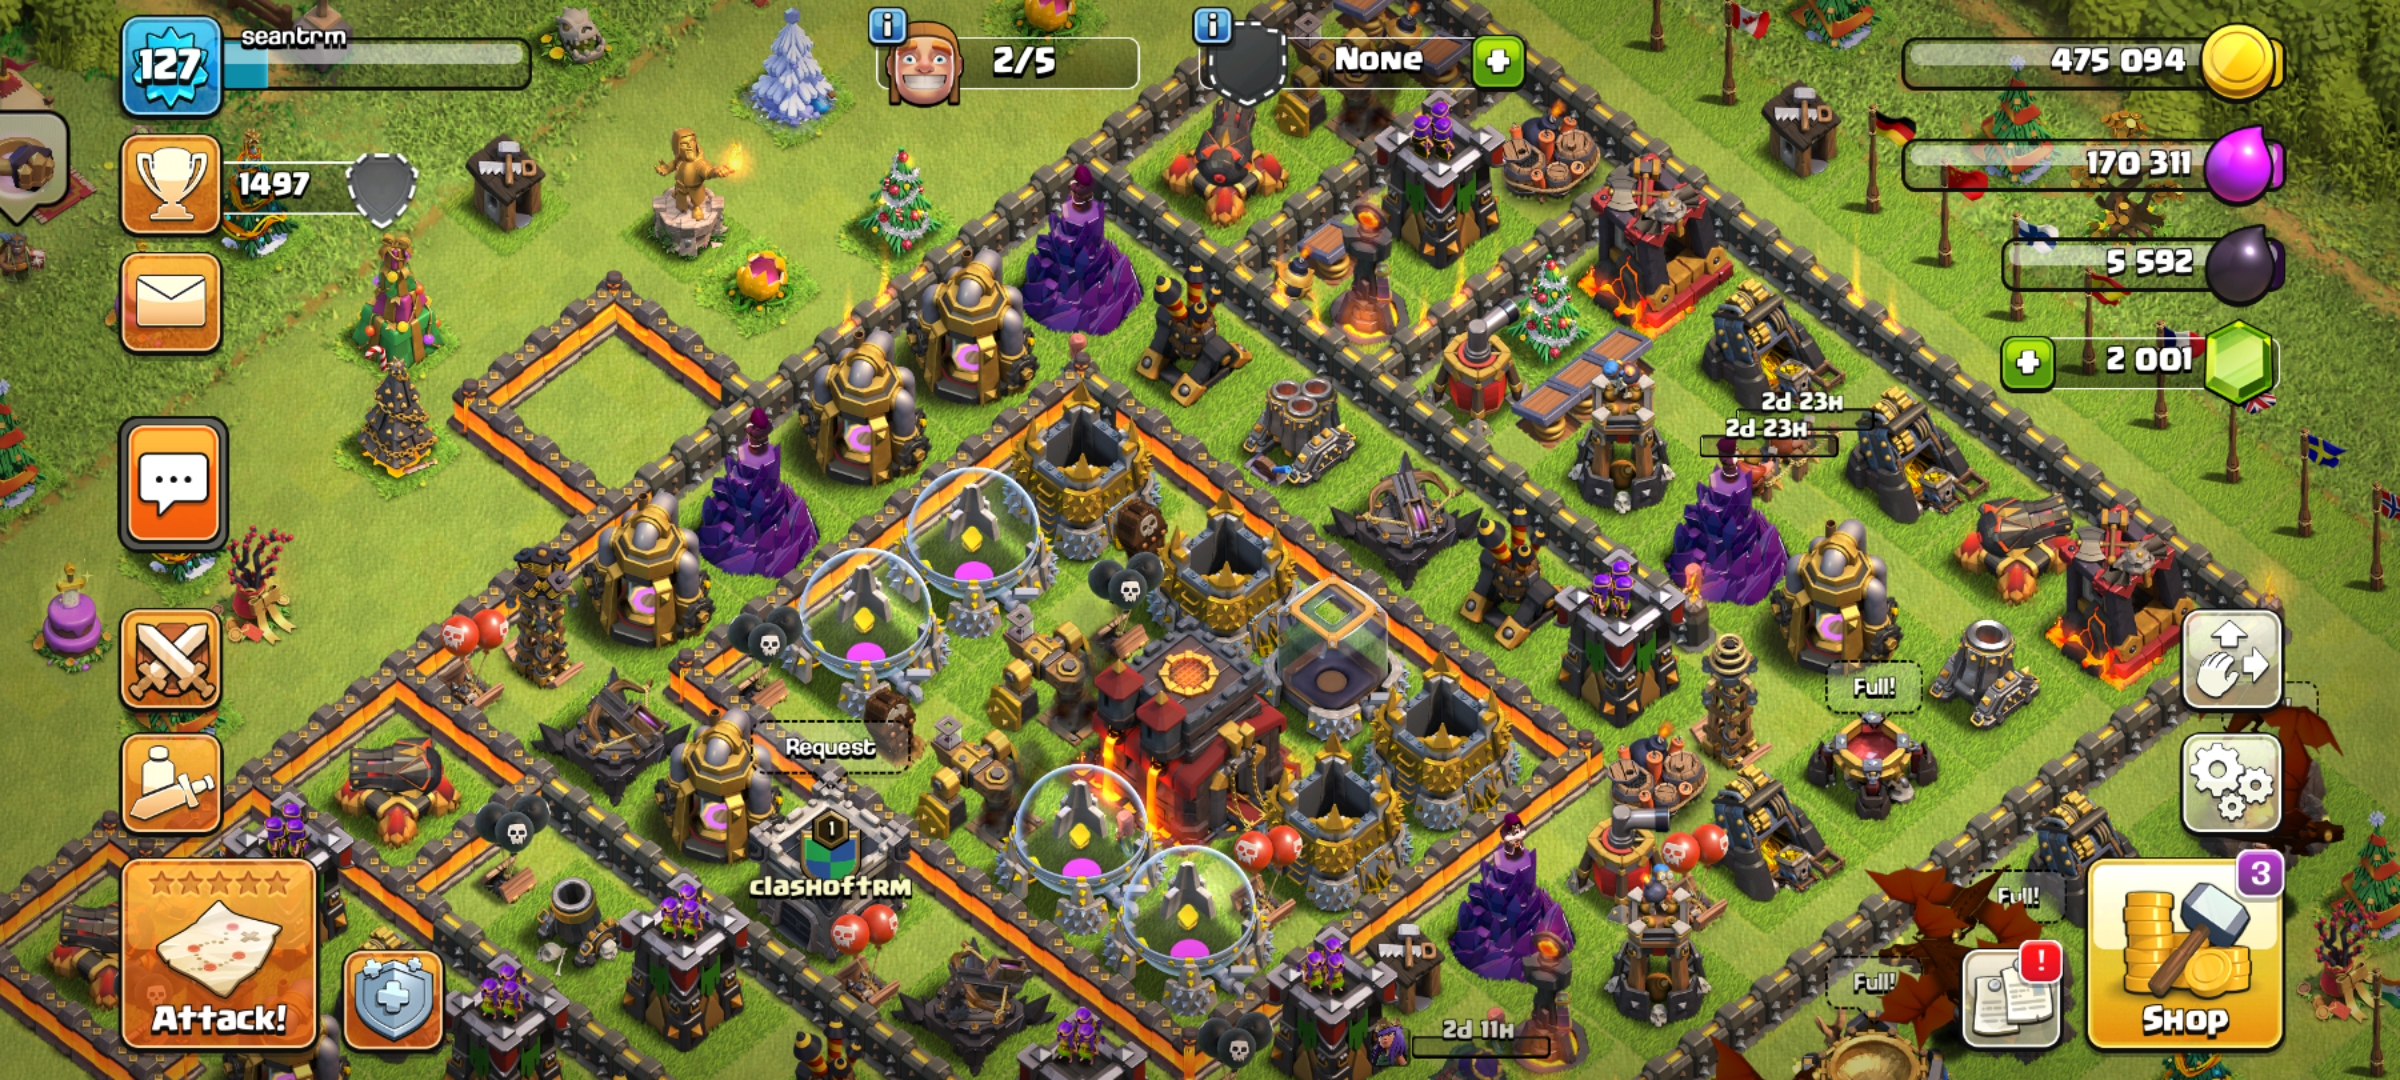 127
seantrm
2/5
None
475 094
1497
170 311
5 592
2 001
2d 23H
2d 23H
Full!
Request
1
clashoftrm
3
Full!
Full!
Attack!
2d 11H
!
Shop